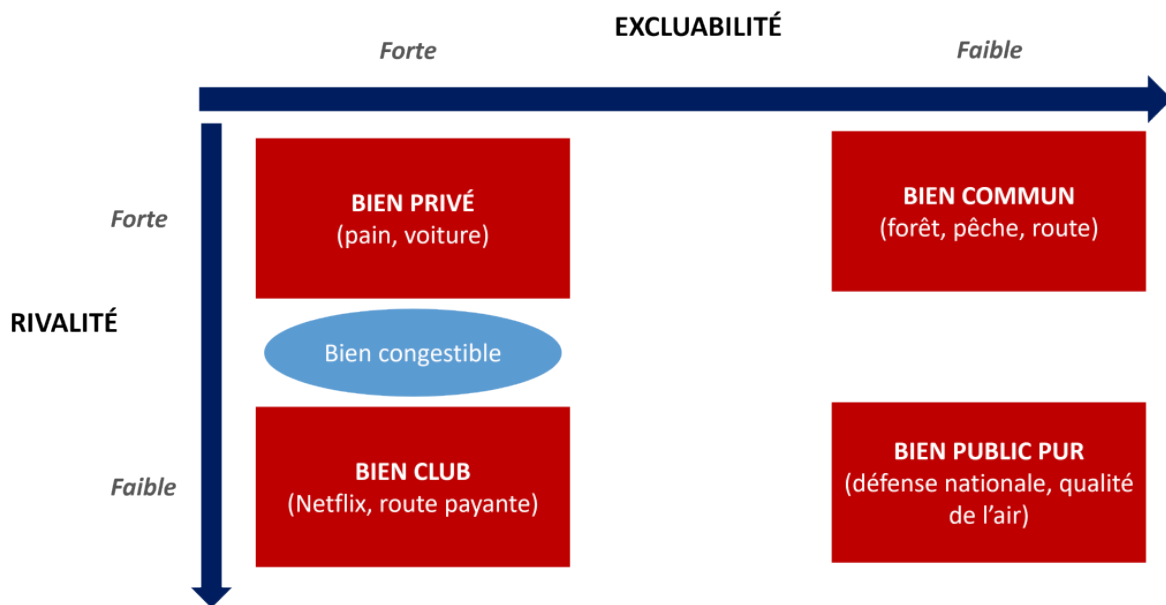 EXCLUABILITÉ
Forte
Faible
Forte
BIEN PRIVÉ
(pain, voiture)
BIEN COMMUN
(forêt, pêche, route)
RIVALITÉ
Bien congestible
Faible
BIEN CLUB
(Netflix, route payante)
BIEN PUBLIC PUR
(défense nationale, qualité
de l’air)